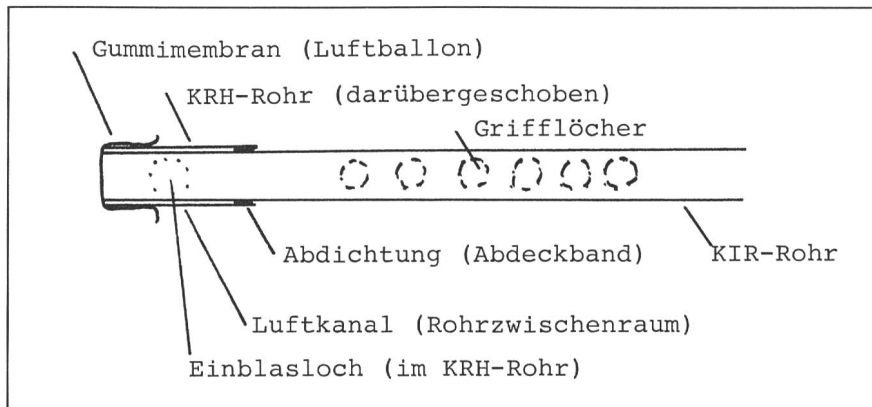 Gummimembran (Luftballon)
KRH-Rohr (darübergeschoben)
Grifflöcher
Abdichtung (Abdeckband)
KIR-Rohr
Luftkanal (Rohrzwischenraum)
Einblasloch (im KRH-Rohr)